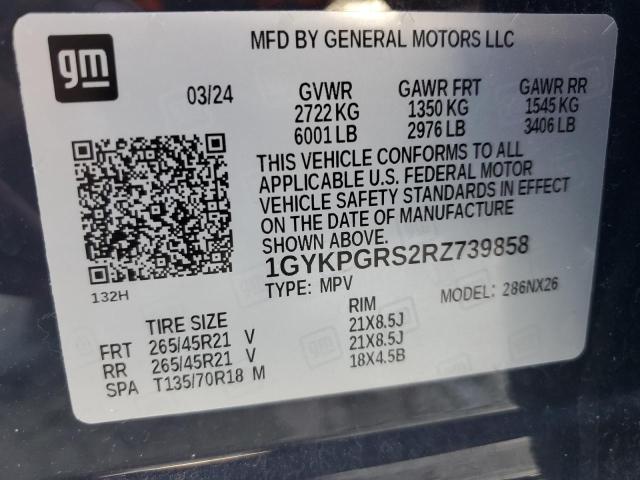 gm
MFD BY GENERAL MOTORS LLC
03/24 GVWR GAWR FRT GAWR RR
2722 KG 1350 KG 1545 KG
6001 LB 2976 LB 3406 LB
THIS VEHICLE CONFORMS TO ALL
APPLICABLE U.S. FEDERAL MOTOR
VEHICLE SAFETY STANDARDS IN EFFECT
ON THE DATE OF MANUFACTURE
SHOWN ABOVE.
1GYKPGRS2RZ739858
132H
TYPE: MPV MODEL: 286NX26
TIRE SIZE RIM
FRT 265/45R21 V 21X8.5J
RR 265/45R21 V 21X8.5J
SPA T135/70R18 M 18X4.5B